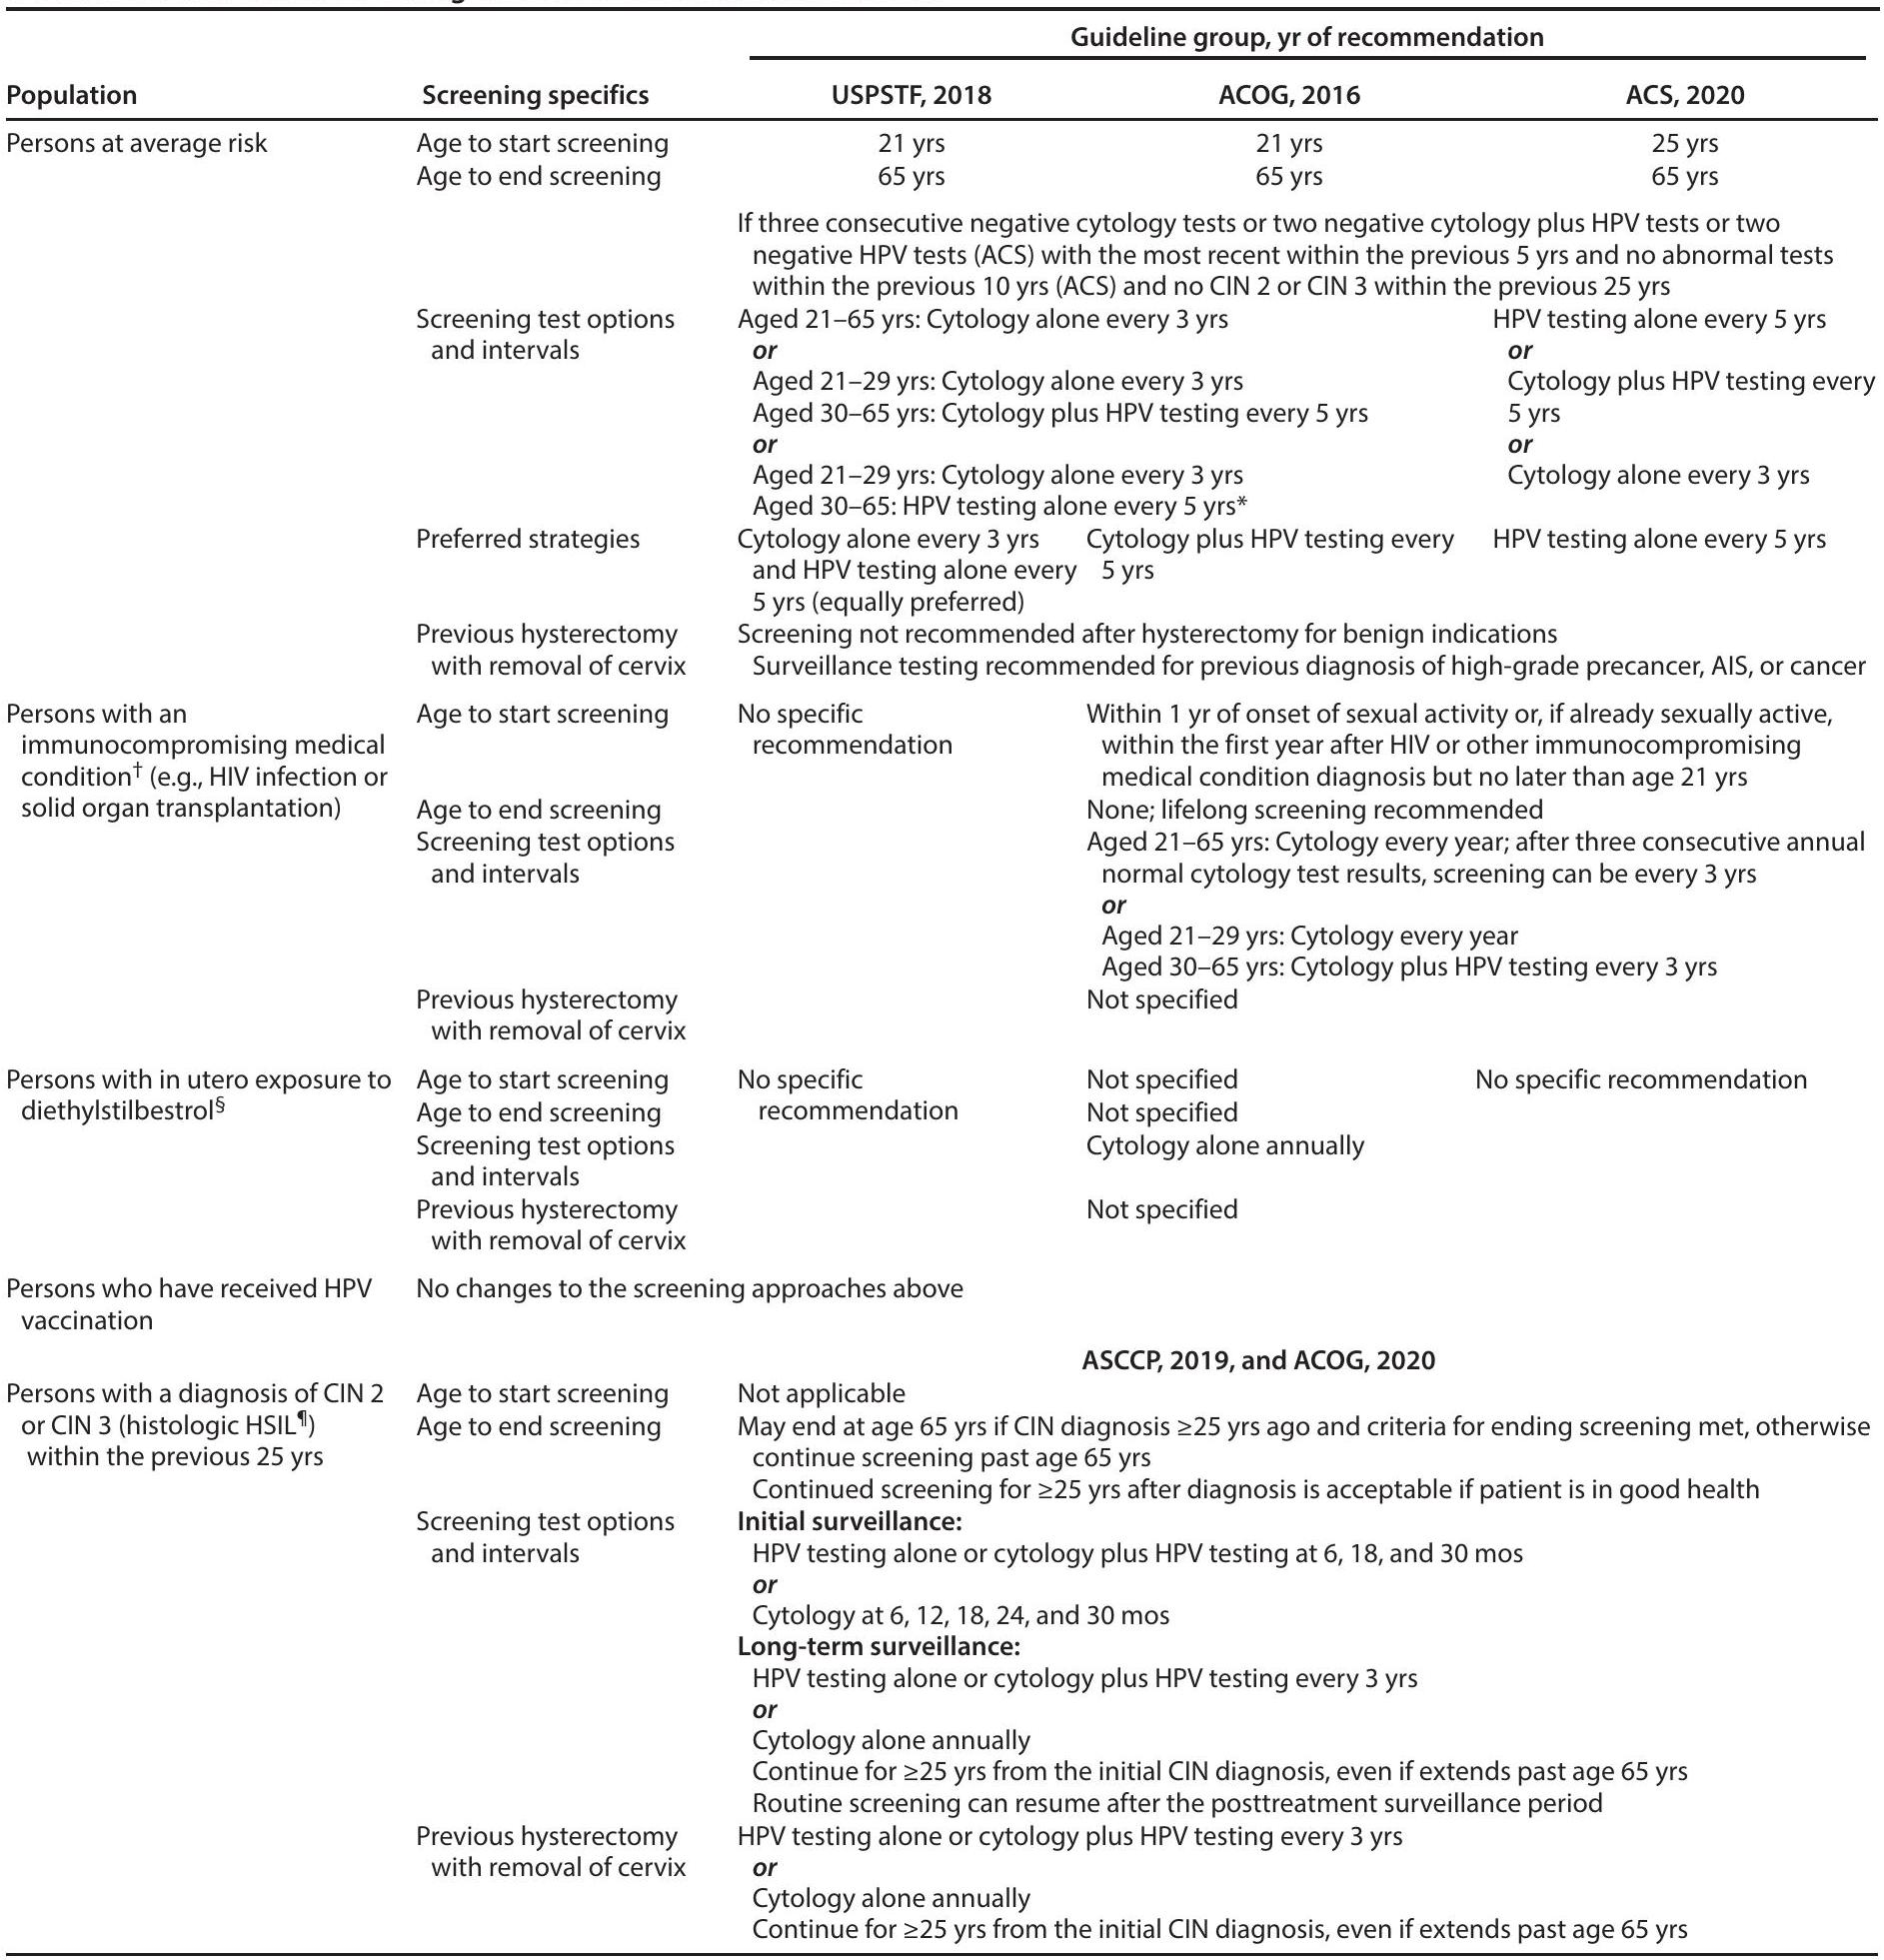 Guideline group, yr of recommendation
Population Screening specifics USPSTF, 2018 ACOG, 2016 ACS, 2020
Persons at average risk Age to start screening 21 yrs 21 yrs 25 yrs
Age to end screening 65 yrs 65 yrs 65 yrs
If three consecutive negative cytology tests or two negative cytology plus HPV tests or two
negative HPV tests (ACS) with the most recent within the previous 5 yrs and no abnormal tests
within the previous 10 yrs (ACS) and no CIN 2 or CIN 3 within the previous 25 yrs
Screening test options Aged 21–65 yrs: Cytology alone every 3 yrs HPV testing alone every 5 yrs
and intervals or or
Aged 21–29 yrs: Cytology alone every 3 yrs Cytology plus HPV testing every
Aged 30–65 yrs: Cytology plus HPV testing every 5 yrs 5 yrs
or or
Aged 21–29 yrs: Cytology alone every 3 yrs Cytology alone every 3 yrs
Aged 30–65: HPV testing alone every 5 yrs*
Preferred strategies Cytology alone every 3 yrs Cytology plus HPV testing every HPV testing alone every 5 yrs
and HPV testing alone every 5 yrs
5 yrs (equally preferred)
Previous hysterectomy Screening not recommended after hysterectomy for benign indications
with removal of cervix Surveillance testing recommended for previous diagnosis of high-grade precancer, AIS, or cancer
Persons with an Age to start screening No specific Within 1 yr of onset of sexual activity or, if already sexually active,
immunocompromising medical recommendation within the first year after HIV or other immunocompromising
condition† (e.g., HIV infection or medical condition diagnosis but no later than age 21 yrs
solid organ transplantation) Age to end screening None; lifelong screening recommended
Screening test options Aged 21–65 yrs: Cytology every year; after three consecutive annual
and intervals normal cytology test results, screening can be every 3 yrs
or
Aged 21–29 yrs: Cytology every year
Aged 30–65 yrs: Cytology plus HPV testing every 3 yrs
Previous hysterectomy Not specified
with removal of cervix
Persons with in utero exposure to Age to start screening No specific Not specified No specific recommendation
diethylstilbestrol§ Age to end screening recommendation Not specified
Screening test options Cytology alone annually
and intervals
Previous hysterectomy Not specified
with removal of cervix
Persons who have received HPV No changes to the screening approaches above
vaccination
ASCCP, 2019, and ACOG, 2020
Persons with a diagnosis of CIN 2 Age to start screening Not applicable
or CIN 3 (histologic HSIL¶) Age to end screening May end at age 65 yrs if CIN diagnosis ≥25 yrs ago and criteria for ending screening met, otherwise
within the previous 25 yrs continue screening past age 65 yrs
Continued screening for ≥25 yrs after diagnosis is acceptable if patient is in good health
Screening test options Initial surveillance:
and intervals HPV testing alone or cytology plus HPV testing at 6, 18, and 30 mos
or
Cytology at 6, 12, 18, 24, and 30 mos
Long-term surveillance:
HPV testing alone or cytology plus HPV testing every 3 yrs
or
Cytology alone annually
Continue for ≥25 yrs from the initial CIN diagnosis, even if extends past age 65 yrs
Routine screening can resume after the posttreatment surveillance period
Previous hysterectomy HPV testing alone or cytology plus HPV testing every 3 yrs
with removal of cervix or
Cytology alone annually
Continue for ≥25 yrs from the initial CIN diagnosis, even if extends past age 65 yrs